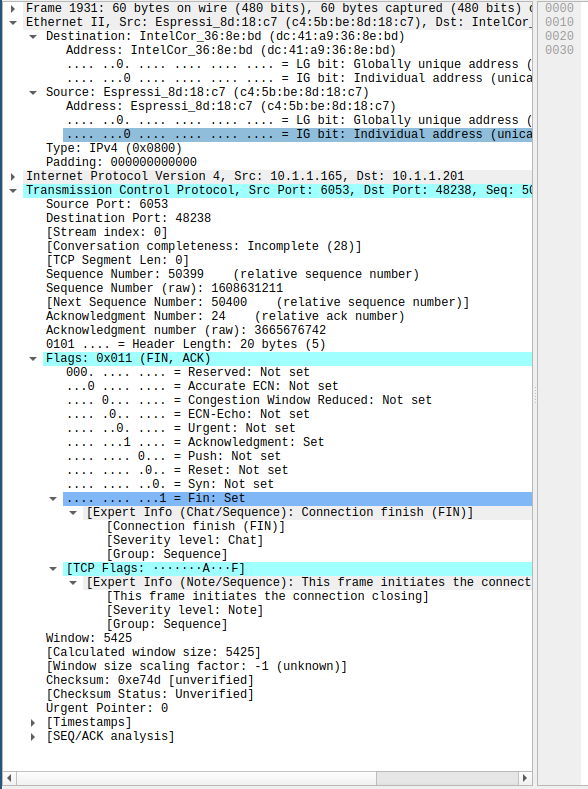 Frame 1931: 60 bytes on wire (480 bits), 60 bytes captured (480 bits)
0000
Ethernet II, Src: Espressi_8d:18:c7 (c4:5b:be:8d:18:c7), Dst: IntelCor_
0010
Destination: IntelCor_36:8e:bd (dc:41:a9:36:8e:bd)
0020
Address: IntelCor_36:8e:bd (dc:41:a9:36:8e:bd)
0030
.... ..0. .... .... .... .... = LG bit: Globally unique address (
.... ...0 .... .... .... .... = IG bit: Individual address (unica
Source: Espressi_8d:18:c7 (c4:5b:be:8d:18:c7)
Address: Espressi_8d:18:c7 (c4:5b:be:8d:18:c7)
.... ..0. .... .... .... .... = LG bit: Globally unique address (
.... ...0 .... .... .... .... = IG bit: Individual address (unica
Type: IPv4 (0x0800)
Padding: 000000000000
Internet Protocol Version 4, Src: 10.1.1.165, Dst: 10.1.1.201
Transmission Control Protocol, Src Port: 6053, Dst Port: 48238, Seq: 50
Source Port: 6053
Destination Port: 48238
[Stream index: 0]
[Conversation completeness: Incomplete (28)]
[TCP Segment Len: 0]
Sequence Number: 50399    (relative sequence number)
Sequence Number (raw): 1608631211
[Next Sequence Number: 50400    (relative sequence number)]
Acknowledgment Number: 24    (relative ack number)
Acknowledgment number (raw): 3665676742
0101 .... = Header Length: 20 bytes (5)
Flags: 0x011 (FIN, ACK)
000. .... .... = Reserved: Not set
...0 .... .... = Accurate ECN: Not set
.... 0... .... = Congestion Window Reduced: Not set
.... .0.. .... = ECN-Echo: Not set
.... ..0. .... = Urgent: Not set
.... ...1 .... = Acknowledgment: Set
.... .... 0... = Push: Not set
.... .... .0.. = Reset: Not set
.... .... ..0. = Syn: Not set
.... .... ...1 = Fin: Set
[Expert Info (Chat/Sequence): Connection finish (FIN)]
[Connection finish (FIN)]
[Severity level: Chat]
[Group: Sequence]
[TCP Flags: ·······A···F]
[Expert Info (Note/Sequence): This frame initiates the connect
[This frame initiates the connection closing]
[Severity level: Note]
[Group: Sequence]
Window: 5425
[Calculated window size: 5425]
[Window size scaling factor: -1 (unknown)]
Checksum: 0xe74d [unverified]
[Checksum Status: Unverified]
Urgent Pointer: 0
[Timestamps]
[SEQ/ACK analysis]